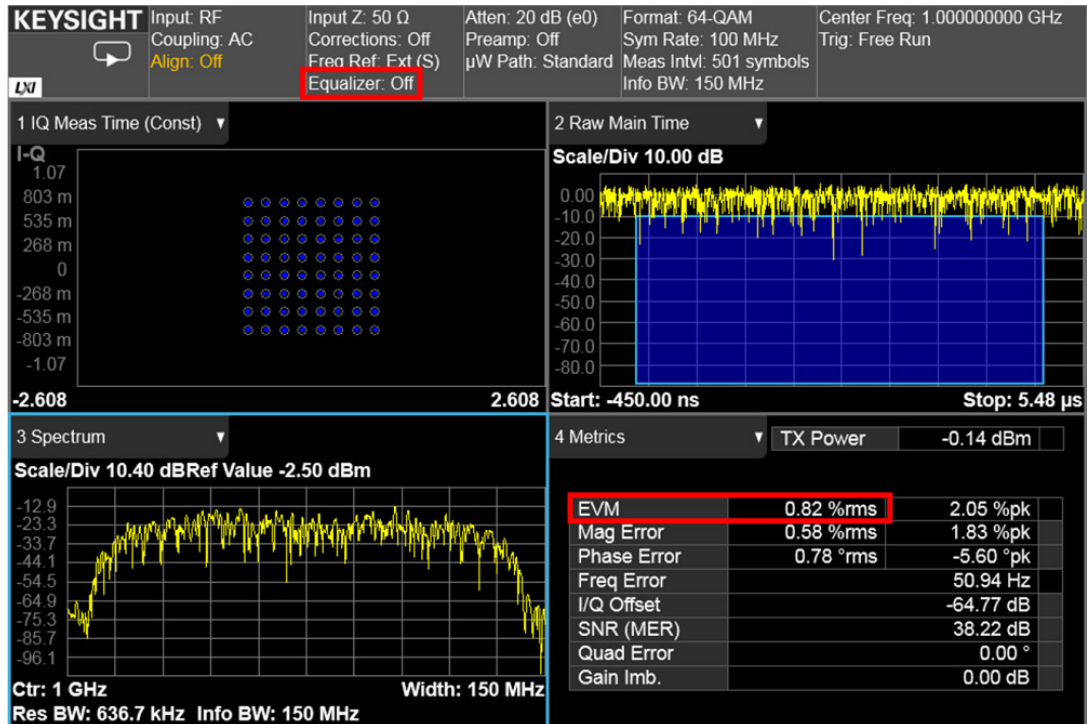 KEYSIGHT
LXI
Input: RF
Coupling: AC
Align: Off
Input Z: 50 Ω
Corrections: Off
Freq Ref: Ext (S)
Equalizer: Off
Atten: 20 dB (e0)
Preamp: Off
µW Path: Standard
Format: 64-QAM
Sym Rate: 100 MHz
Meas Intvl: 501 symbols
Info BW: 150 MHz
Center Freq: 1.000000000 GHz
Trig: Free Run
1 IQ Meas Time (Const) ▼
I-Q
1.07
803 m
535 m
268 m
0
-268 m
-535 m
-803 m
-1.07
-2.608 2.608
2 Raw Main Time ▼
Scale/Div 10.00 dB
0.00
-10.0
-20.0
-30.0
-40.0
-50.0
-60.0
-70.0
-80.0
Start: -450.00 ns Stop: 5.48 µs
3 Spectrum ▼
Scale/Div 10.40 dBRef Value -2.50 dBm
-12.9
-23.3
-33.7
-44.1
-54.5
-64.9
-75.3
-85.7
-96.1
Ctr: 1 GHz Width: 150 MHz
Res BW: 636.7 kHz Info BW: 150 MHz
4 Metrics ▼ TX Power -0.14 dBm
EVM 0.82 %rms 2.05 %pk
Mag Error 0.58 %rms 1.83 %pk
Phase Error 0.78 °rms -5.60 °pk
Freq Error 50.94 Hz
I/Q Offset -64.77 dB
SNR (MER) 38.22 dB
Quad Error 0.00 °
Gain Imb. 0.00 dB